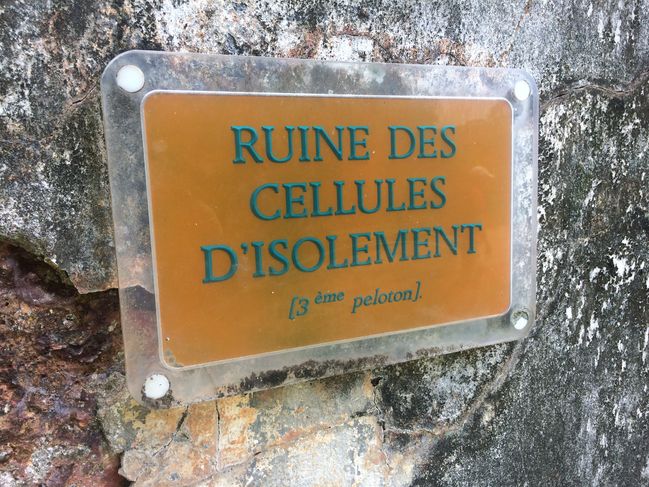 RUINE DES
CELLULES
D'ISOLEMENT
[3 ème peloton].